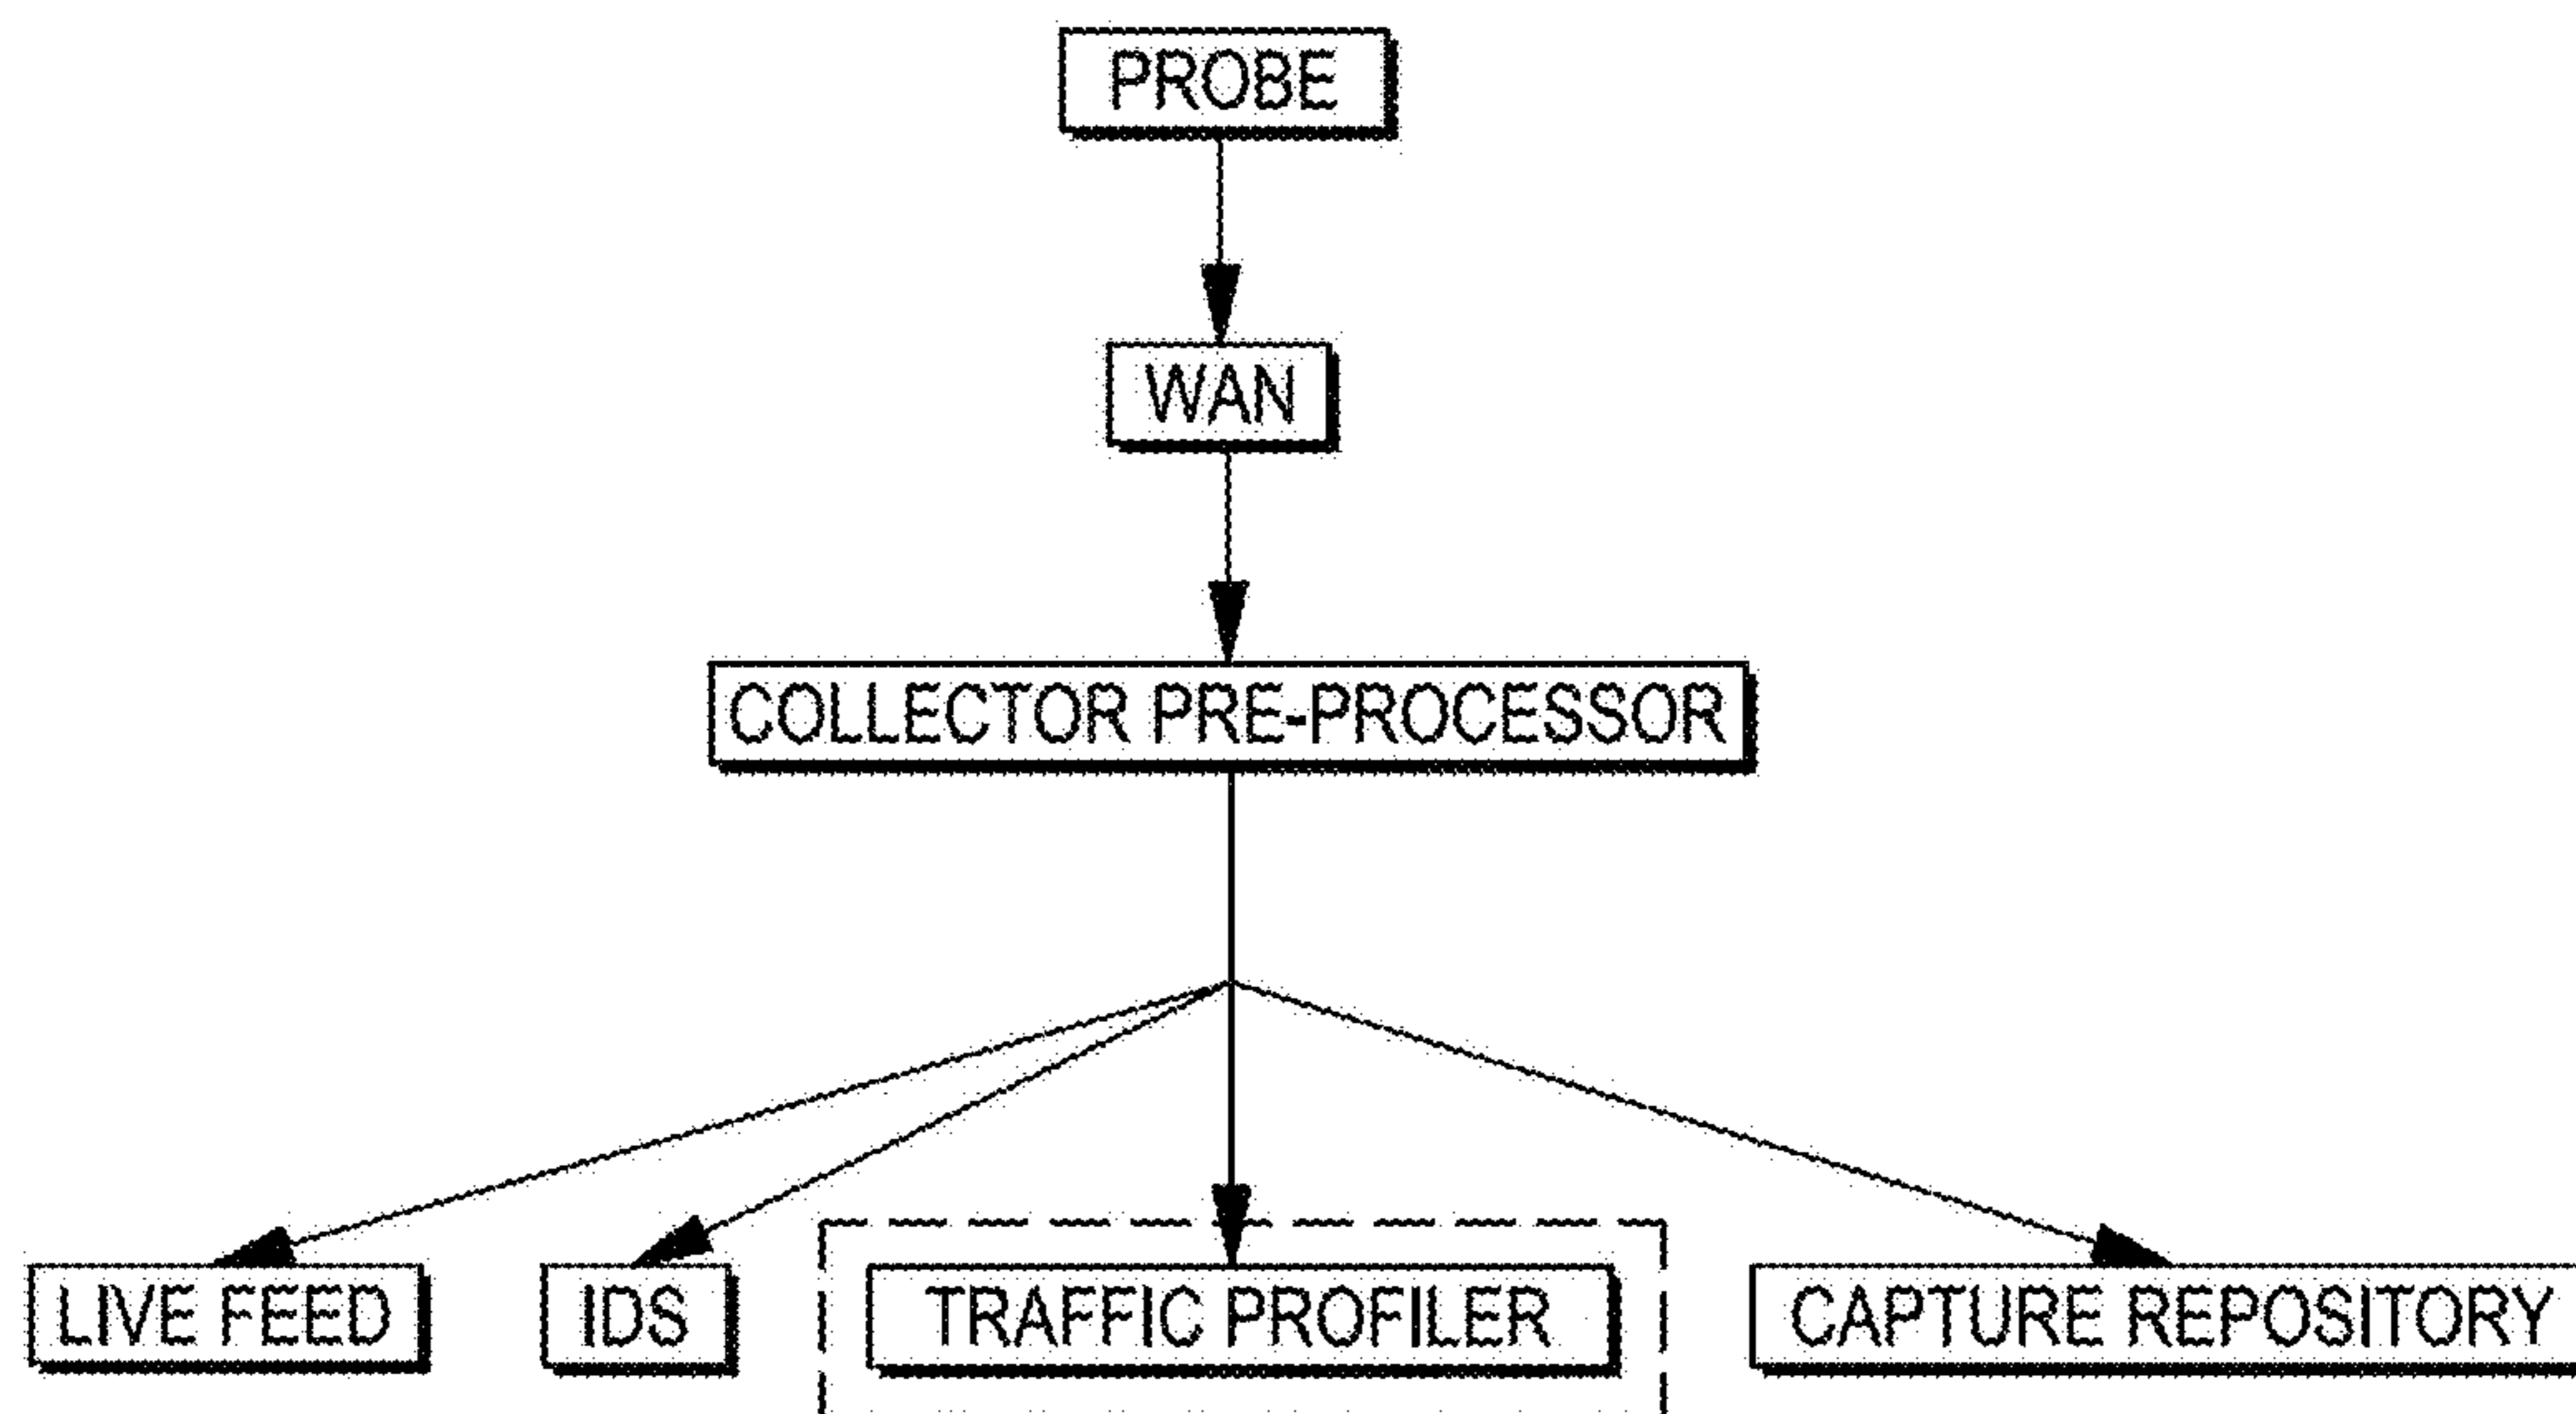 PROBE
WAN
COLLECTOR PRE-PROCESSOR
LIVE FEED
IDS
TRAFFIC PROFILER
CAPTURE REPOSITORY